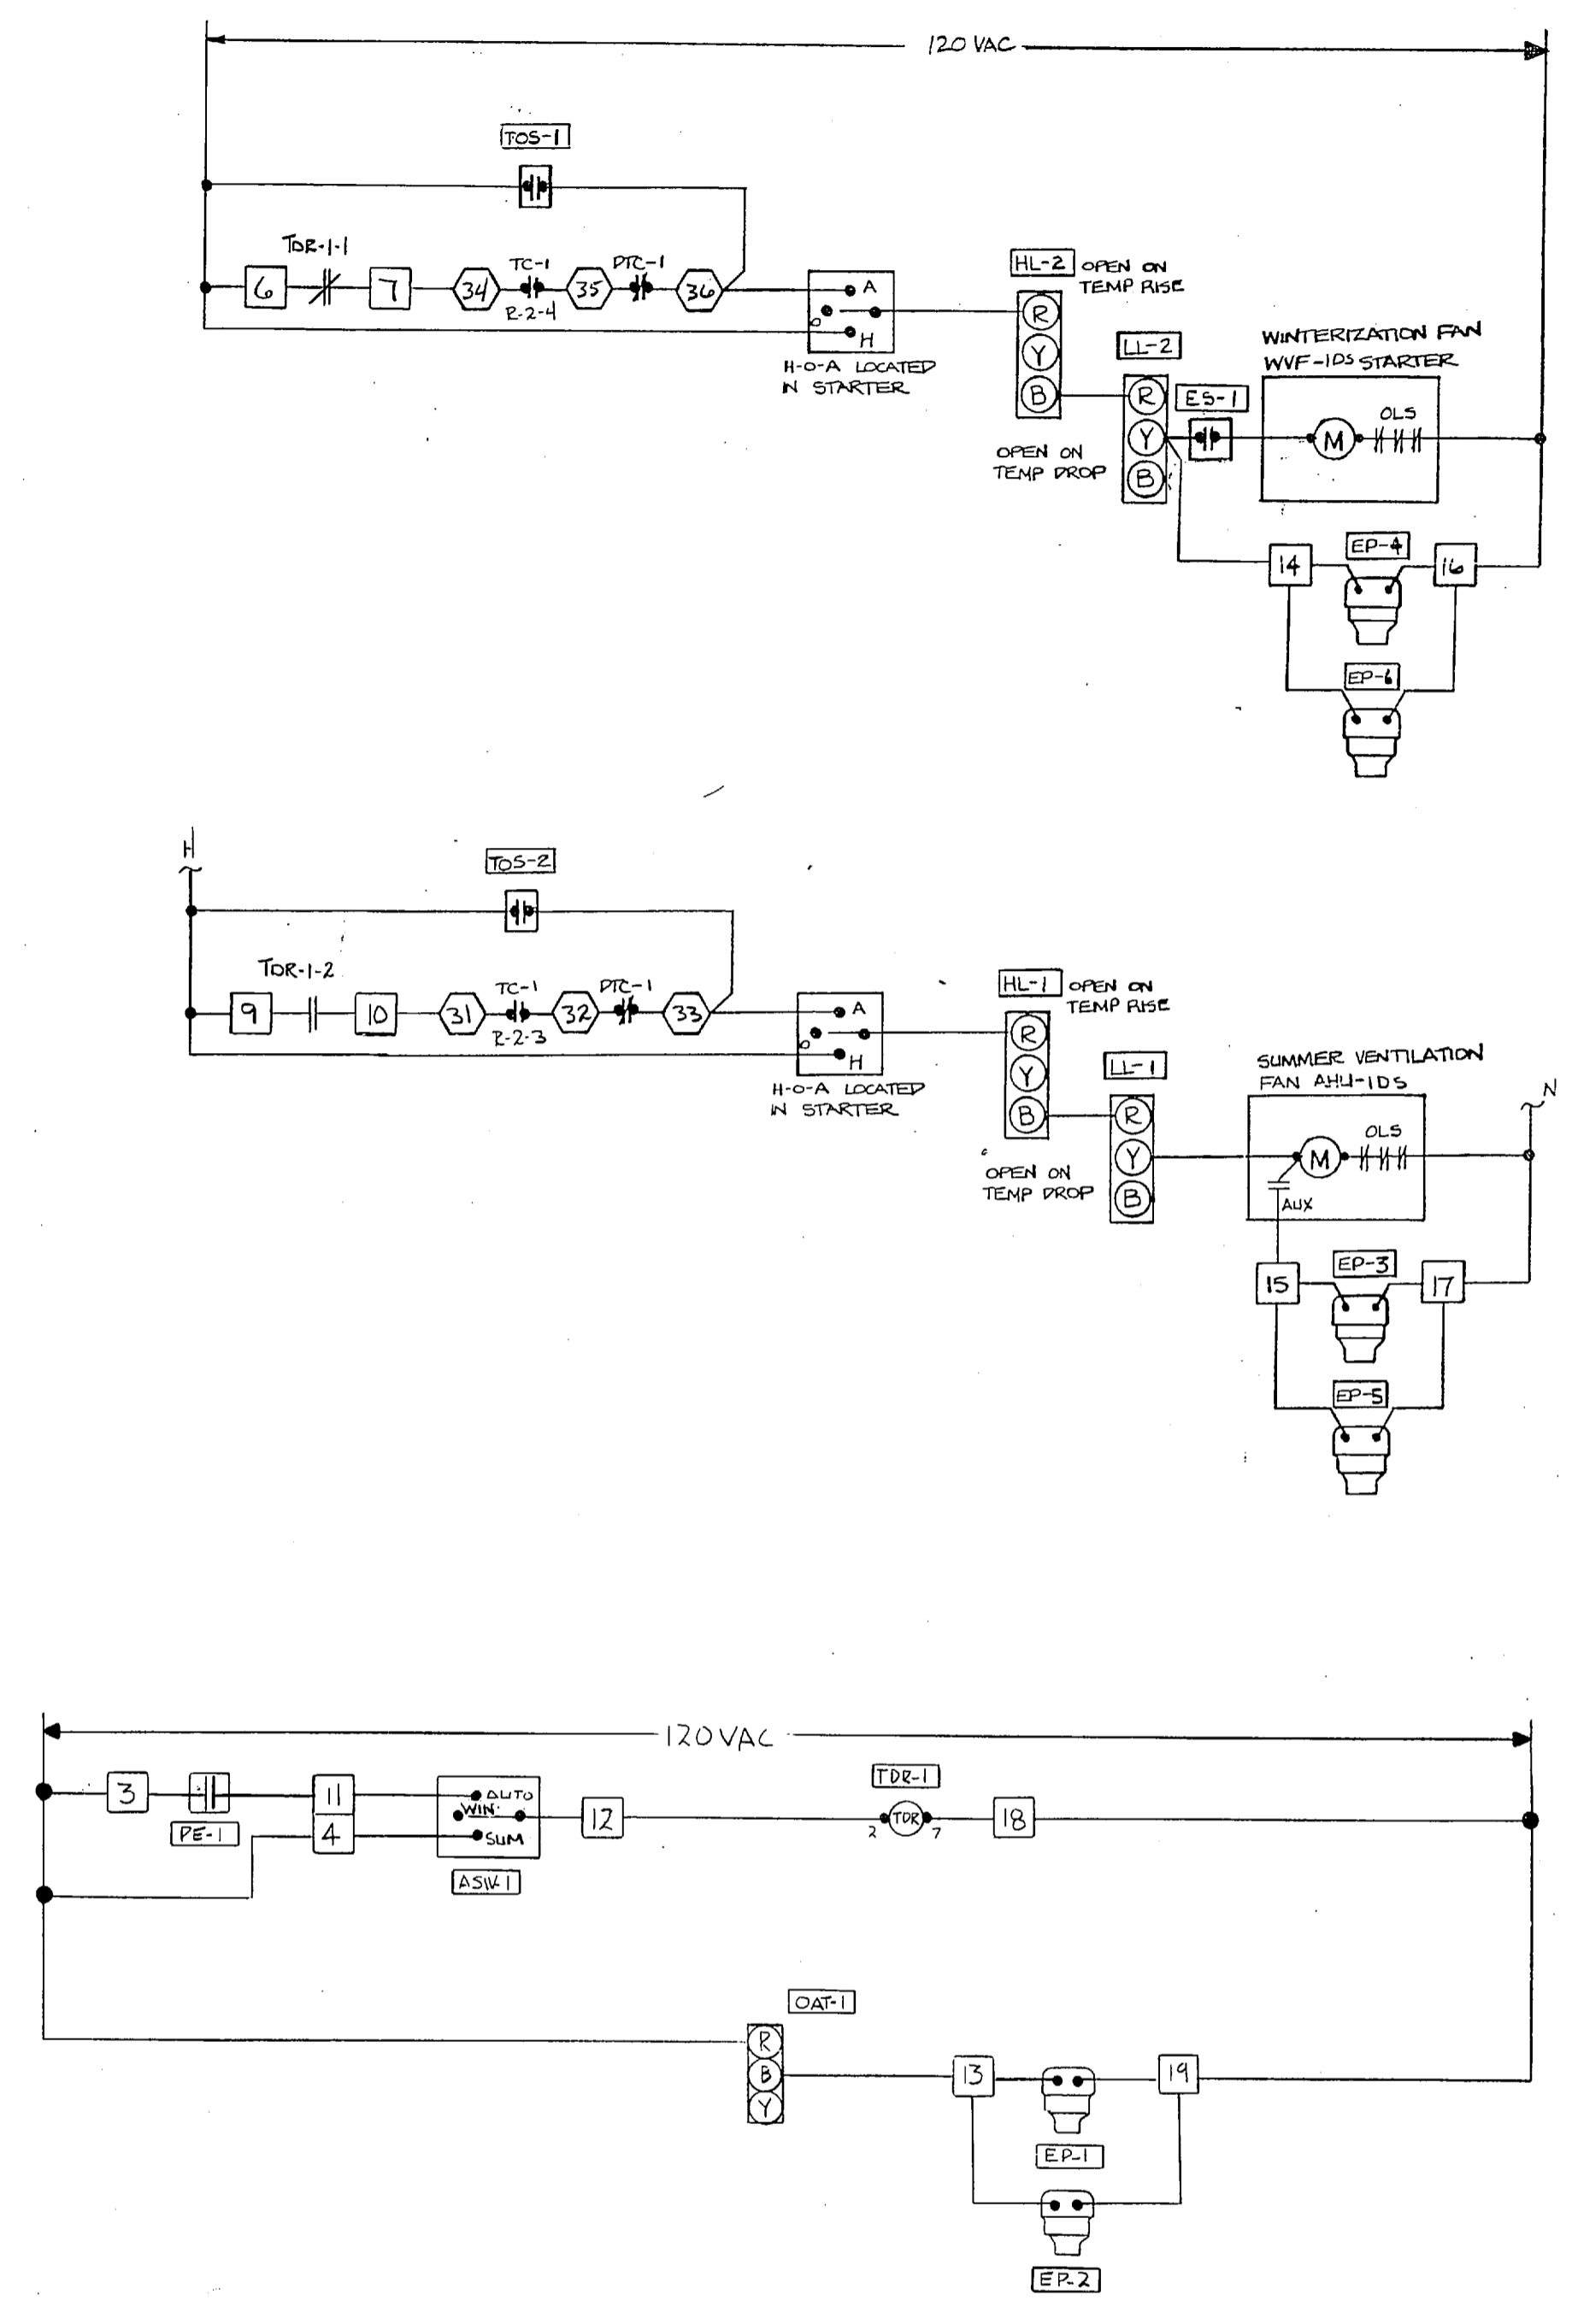 120 VAC
TOS-1
TDR-1-1
6
7
34
TC-1
R-2-4
35
PTC-1
36
A
O
H
H-O-A LOCATED
IN STARTER
HL-2
OPEN ON
TEMP RISE
R
Y
B
LL-2
OPEN ON
TEMP DROP
R
Y
B
ES-1
WINTERIZATION FAN
WVF-1DS STARTER
M
OLS
14
EP-4
16
EP-6
H
TOS-2
TDR-1-2
9
10
31
TC-1
R-2-3
32
PTC-1
33
A
O
H
H-O-A LOCATED
IN STARTER
HL-1
OPEN ON
TEMP RISE
R
Y
B
LL-1
OPEN ON
TEMP DROP
R
Y
B
SUMMER VENTILATION
FAN AHU-1DS
M
OLS
AUX
N
15
EP-3
17
EP-5
120VAC
3
PE-1
11
4
AUTO
WIN
SUM
ASW-1
12
TDR-1
2
TDR
7
18
OAT-1
R
B
Y
13
EP-1
19
EP-2